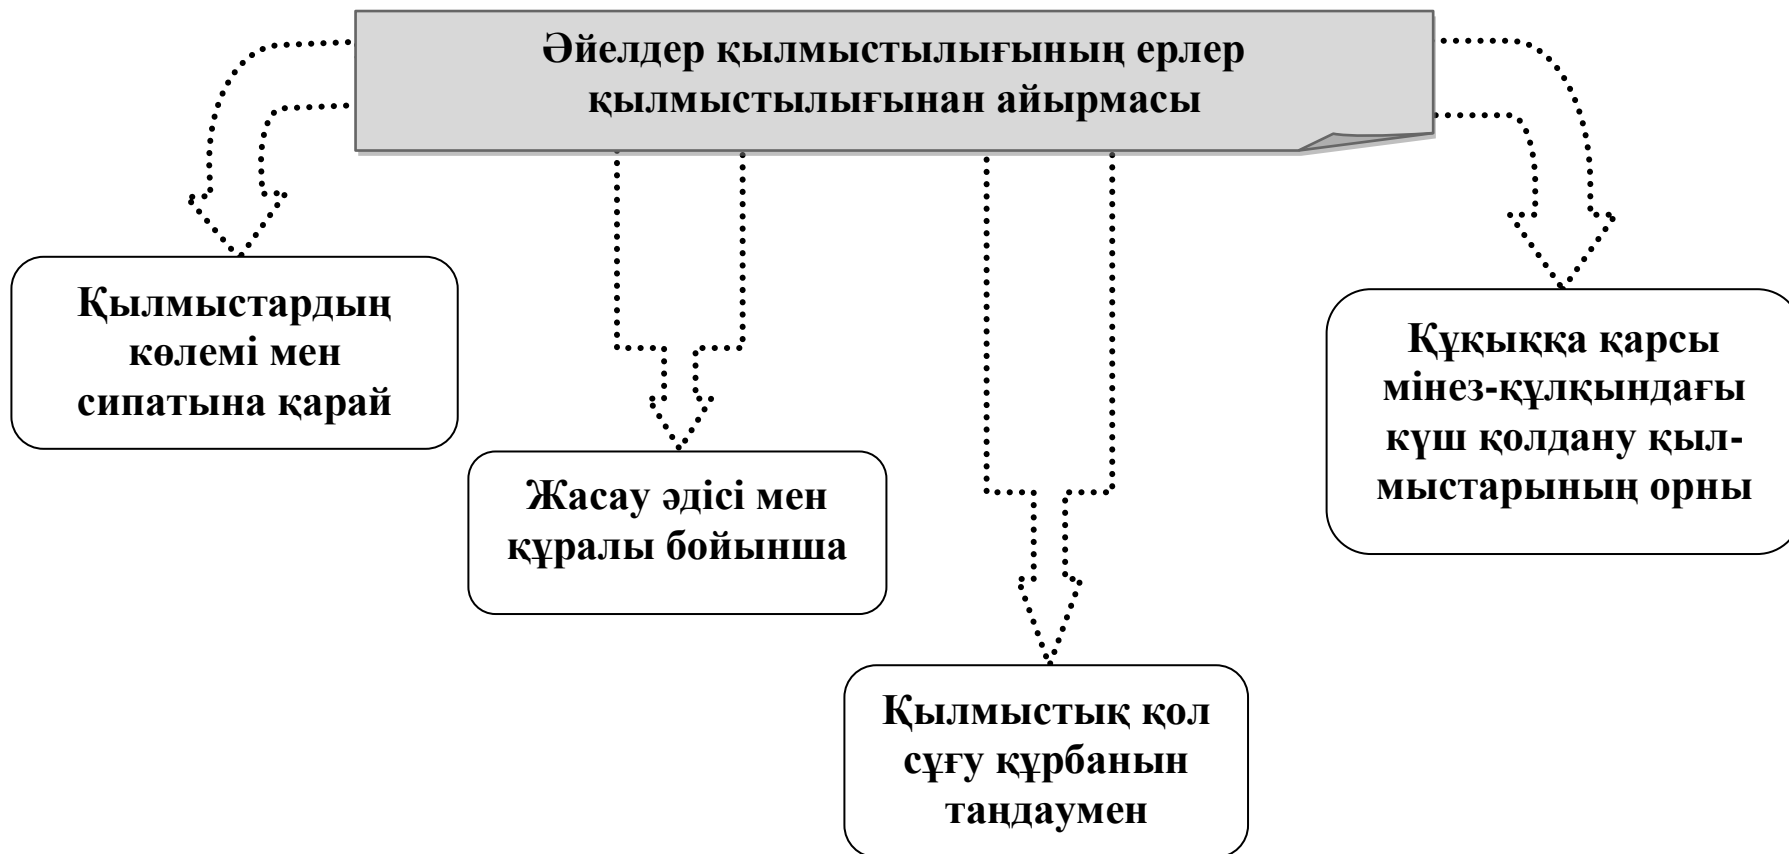 Әйелдер қылмыстылығының ерлер
қылмыстылығынан айырмасы
Қылмыстардың
көлемі мен
сипатына қарай
Жасау әдісі мен
құралы бойынша
Қылмыстық қол
сұғу құрбанын
таңдаумен
Құқыққа қарсы
мінез-құлқындағы
күш қолдану қыл-
мыстарының орны